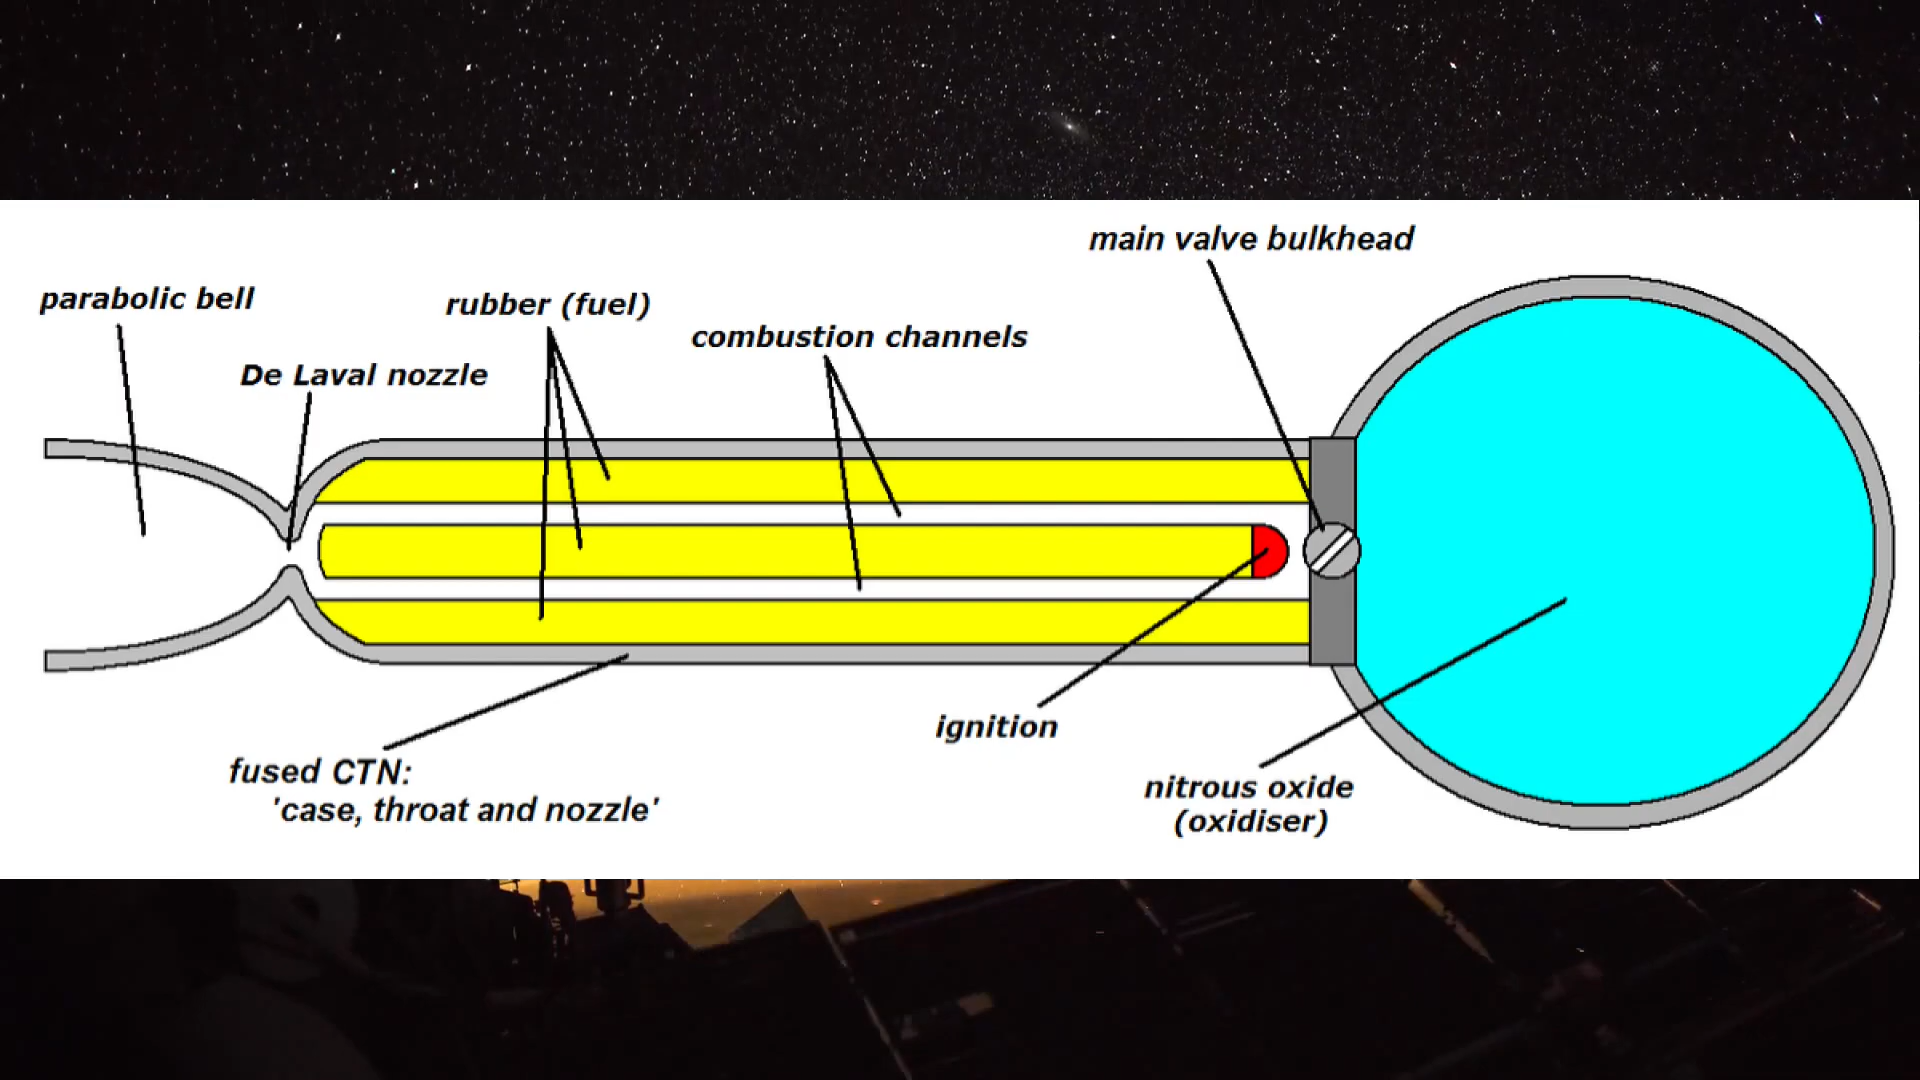 main valve bulkhead
parabolic bell
rubber (fuel)
combustion channels
De Laval nozzle
ignition
fused CTN:
'case, throat and nozzle'
nitrous oxide
(oxidiser)